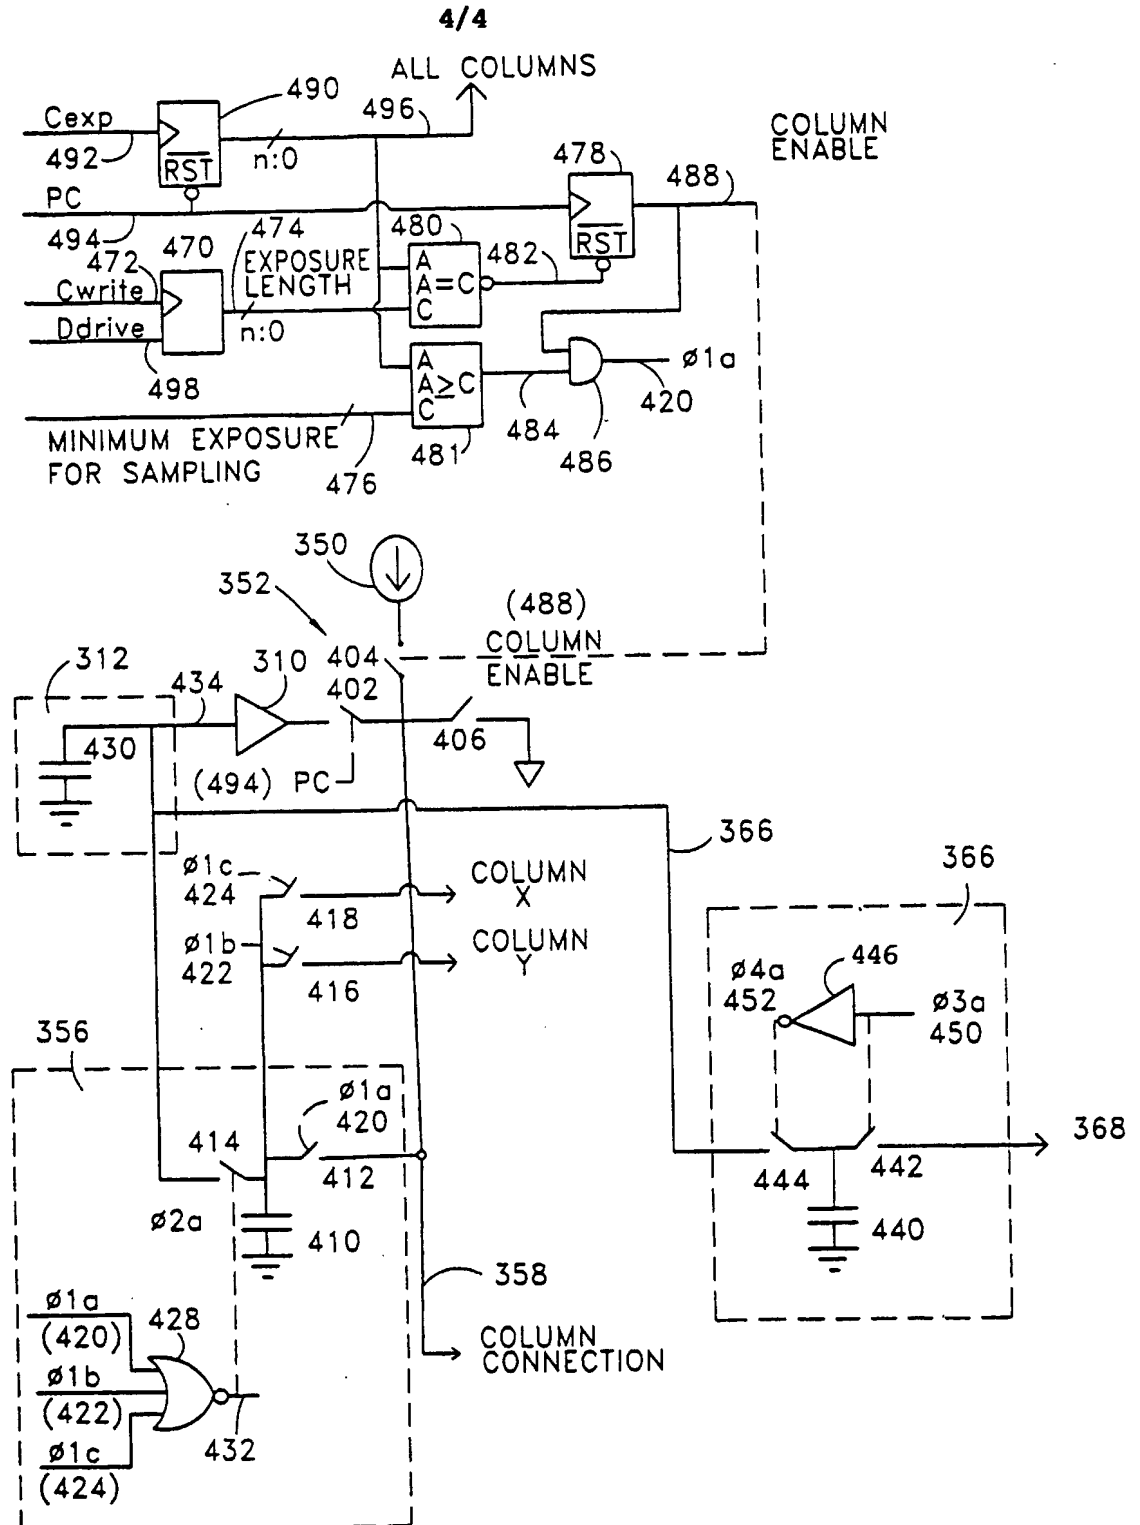 4/4
ALL COLUMNS
490
Cexp
496
492
RST
n:0
COLUMN
ENABLE
478
488
PC
494
470
474
480
482
RST
472
EXPOSURE
LENGTH
A
A=C
C
Cwrite
Ddrive
n:0
498
A
A≥C
C
ø1a
420
484
486
481
MINIMUM EXPOSURE
FOR SAMPLING
476
350
352
(488)
COLUMN
ENABLE
404
402
312
434
310
430
406
(494) PC
366
ø1c
424
418
COLUMN
X
ø1b
422
416
COLUMN
Y
366
446
ø4a
452
ø3a
450
356
ø1a
420
414
412
444
442
368
ø2a
410
440
358
ø1a
(420)
428
COLUMN
CONNECTION
ø1b
(422)
432
ø1c
(424)